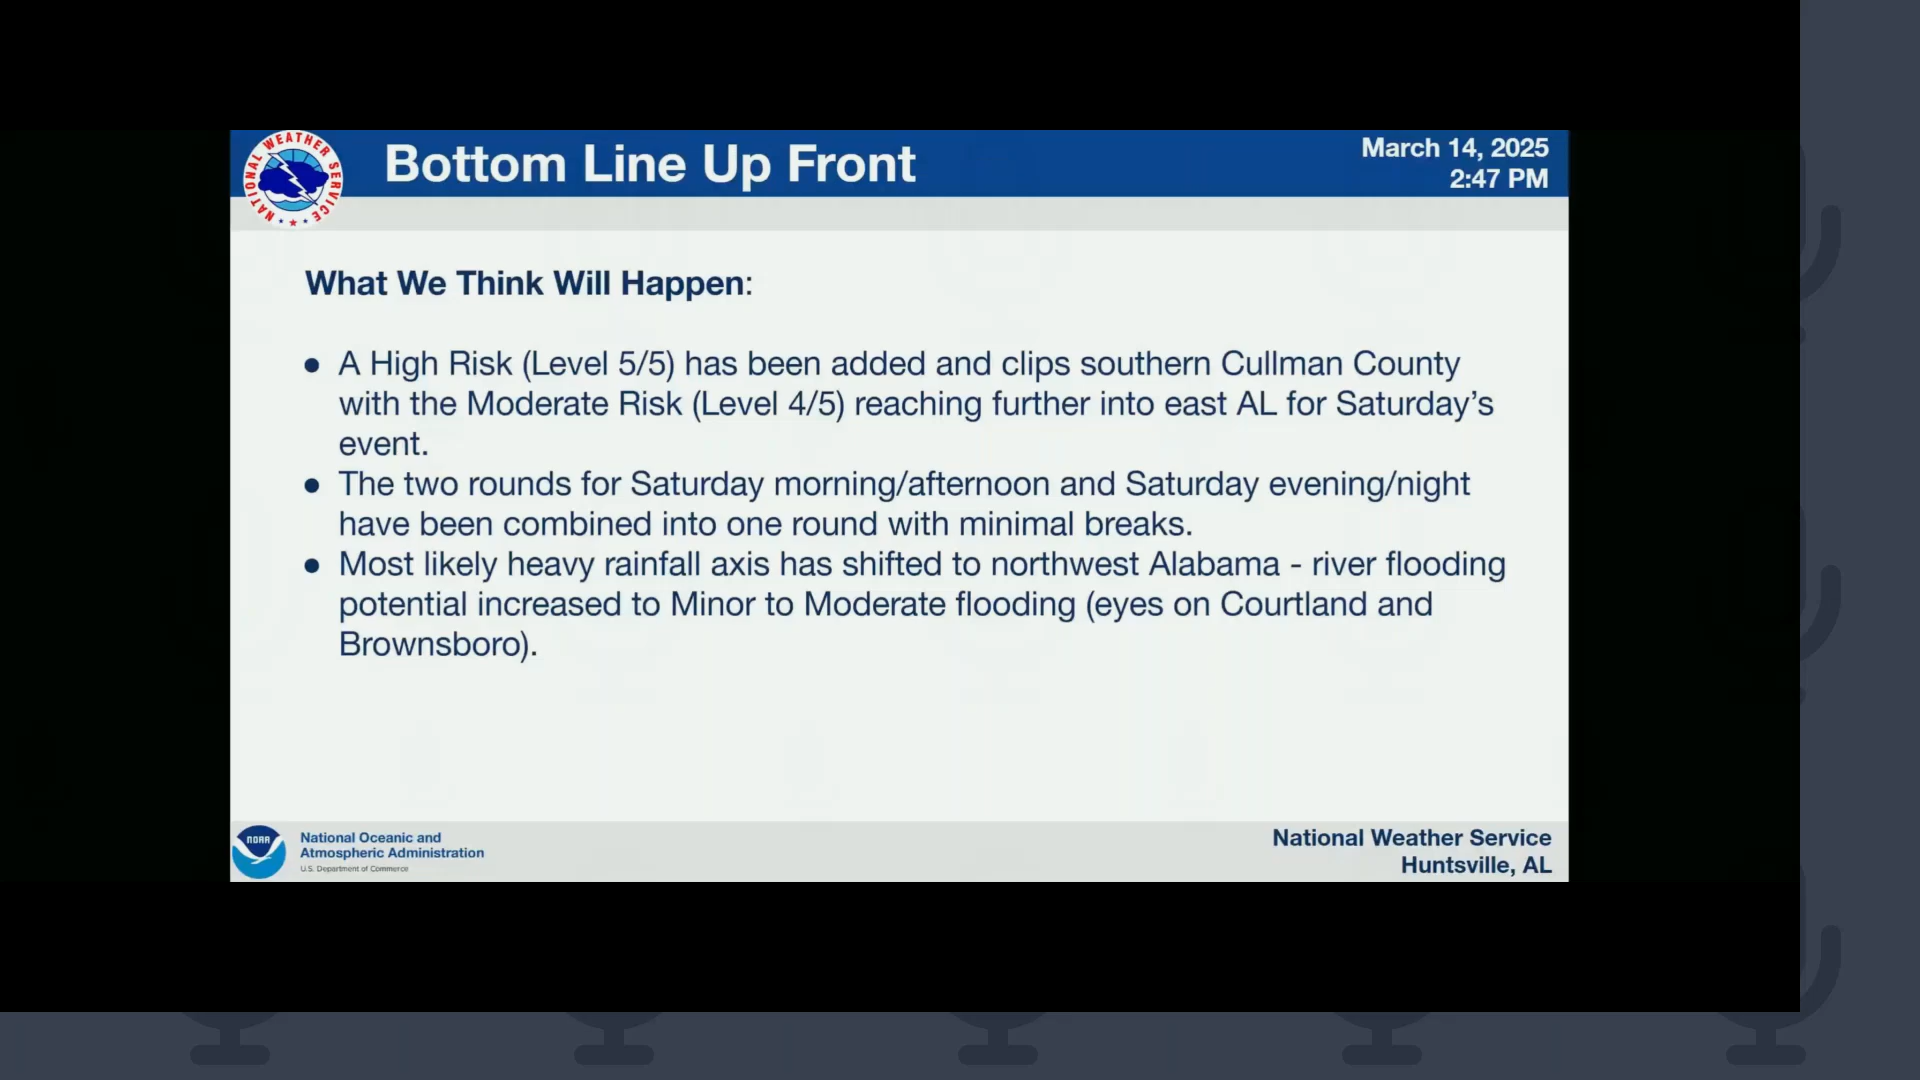 NATIONAL WEATHER SERVICE
Bottom Line Up Front
March 14, 2025
2:47 PM
What We Think Will Happen:
● A High Risk (Level 5/5) has been added and clips southern Cullman County
with the Moderate Risk (Level 4/5) reaching further into east AL for Saturday’s
event.
● The two rounds for Saturday morning/afternoon and Saturday evening/night
have been combined into one round with minimal breaks.
● Most likely heavy rainfall axis has shifted to northwest Alabama - river flooding
potential increased to Minor to Moderate flooding (eyes on Courtland and
Brownsboro).
NOAA
National Oceanic and
Atmospheric Administration
U.S. Department of Commerce
National Weather Service
Huntsville, AL